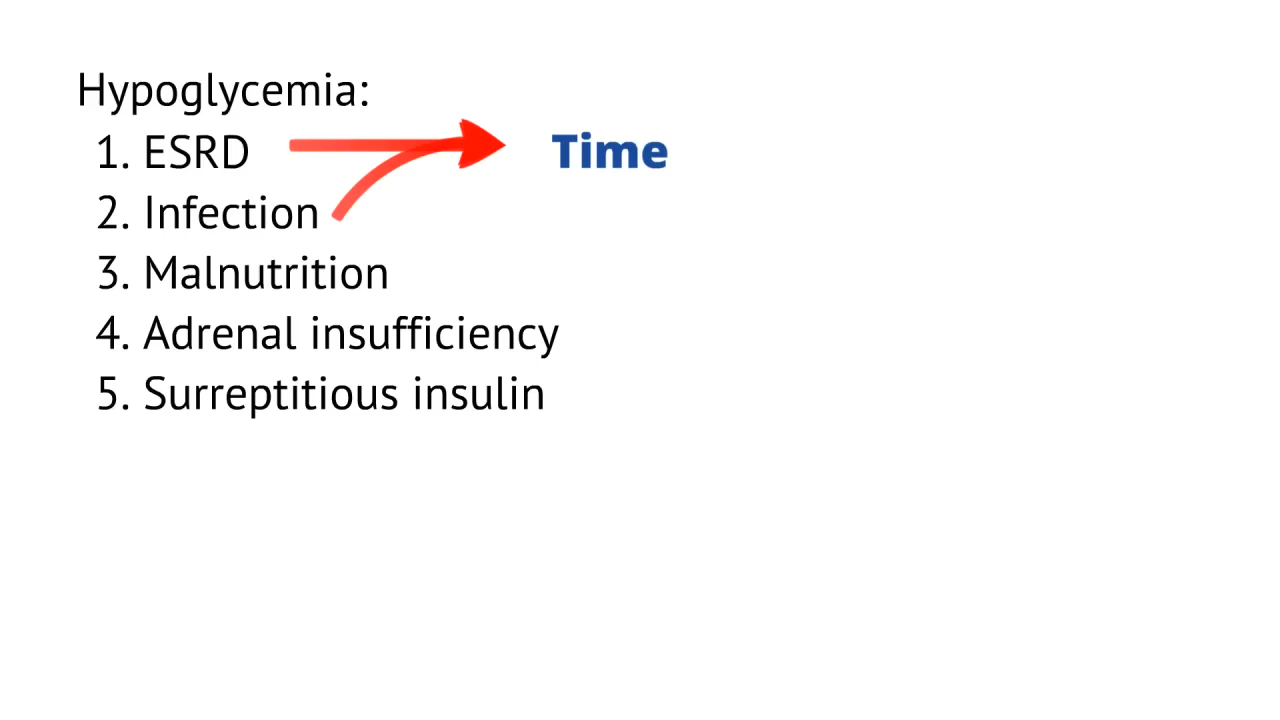 Hypoglycemia:
1. ESRD Time
2. Infection
3. Malnutrition
4. Adrenal insufficiency
5. Surreptitious insulin